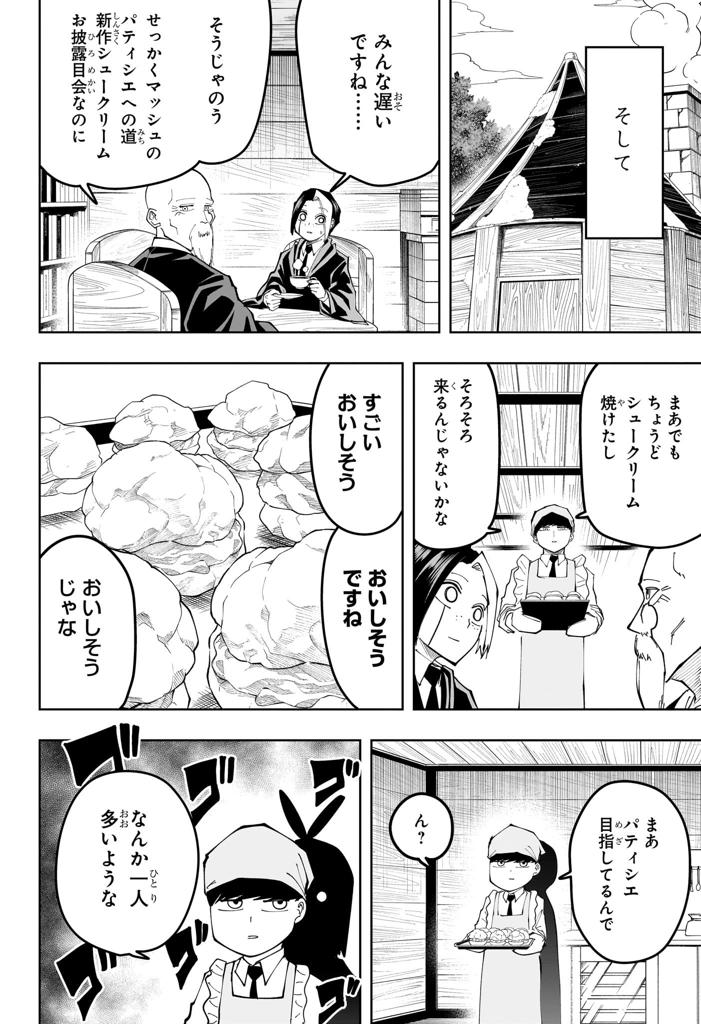 そして
みんな遅い
ですね……
そうじゃのう
せっかくマッシュの
パティシエへの道
新作シュークリーム
お披露目会なのに
まあでも
ちょうど
シュークリーム
焼けたし
そろそろ
来るんじゃないかな
すごい
おいしそう
おいしそう
ですね
おいしそう
じゃな
まあ
パティシエ
目指してるんで
ん?
なんか一人
多いような
ゴゴゴゴゴゴ